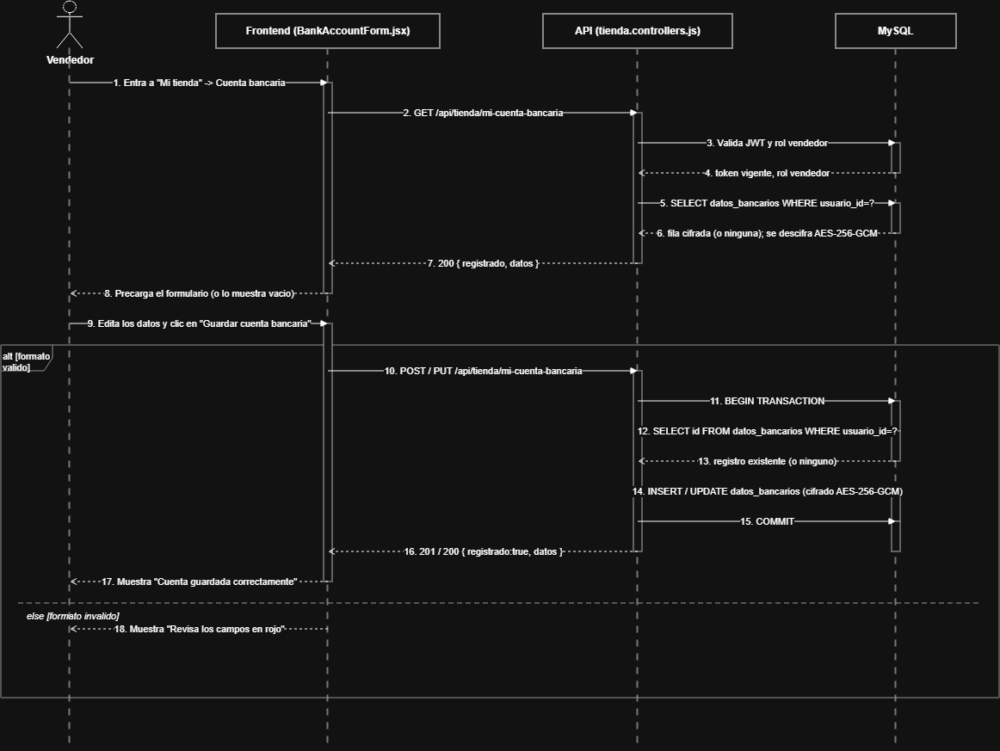 Frontend (BankAccountForm.jsx)
API (tienda.controllers.js)
MySQL
Vendedor
1. Entra a "Mi tienda" -> Cuenta bancaria
2. GET /api/tienda/mi-cuenta-bancaria
3. Valida JWT y rol vendedor
4. token vigente, rol vendedor
5. SELECT datos_bancarios WHERE usuario_id=?
6. fila cifrada (o ninguna); se descifra AES-256-GCM
7. 200 { registrado, datos }
8. Precarga el formulario (o lo muestra vacio)
9. Edita los datos y clic en "Guardar cuenta bancaria"
alt [formato
valido]
10. POST / PUT /api/tienda/mi-cuenta-bancaria
11. BEGIN TRANSACTION
12. SELECT id FROM datos_bancarios WHERE usuario_id=?
13. registro existente (o ninguno)
14. INSERT / UPDATE datos_bancarios (cifrado AES-256-GCM)
15. COMMIT
16. 201 / 200 { registrado:true, datos }
17. Muestra "Cuenta guardada correctamente"
else [formato invalido]
18. Muestra "Revisa los campos en rojo"